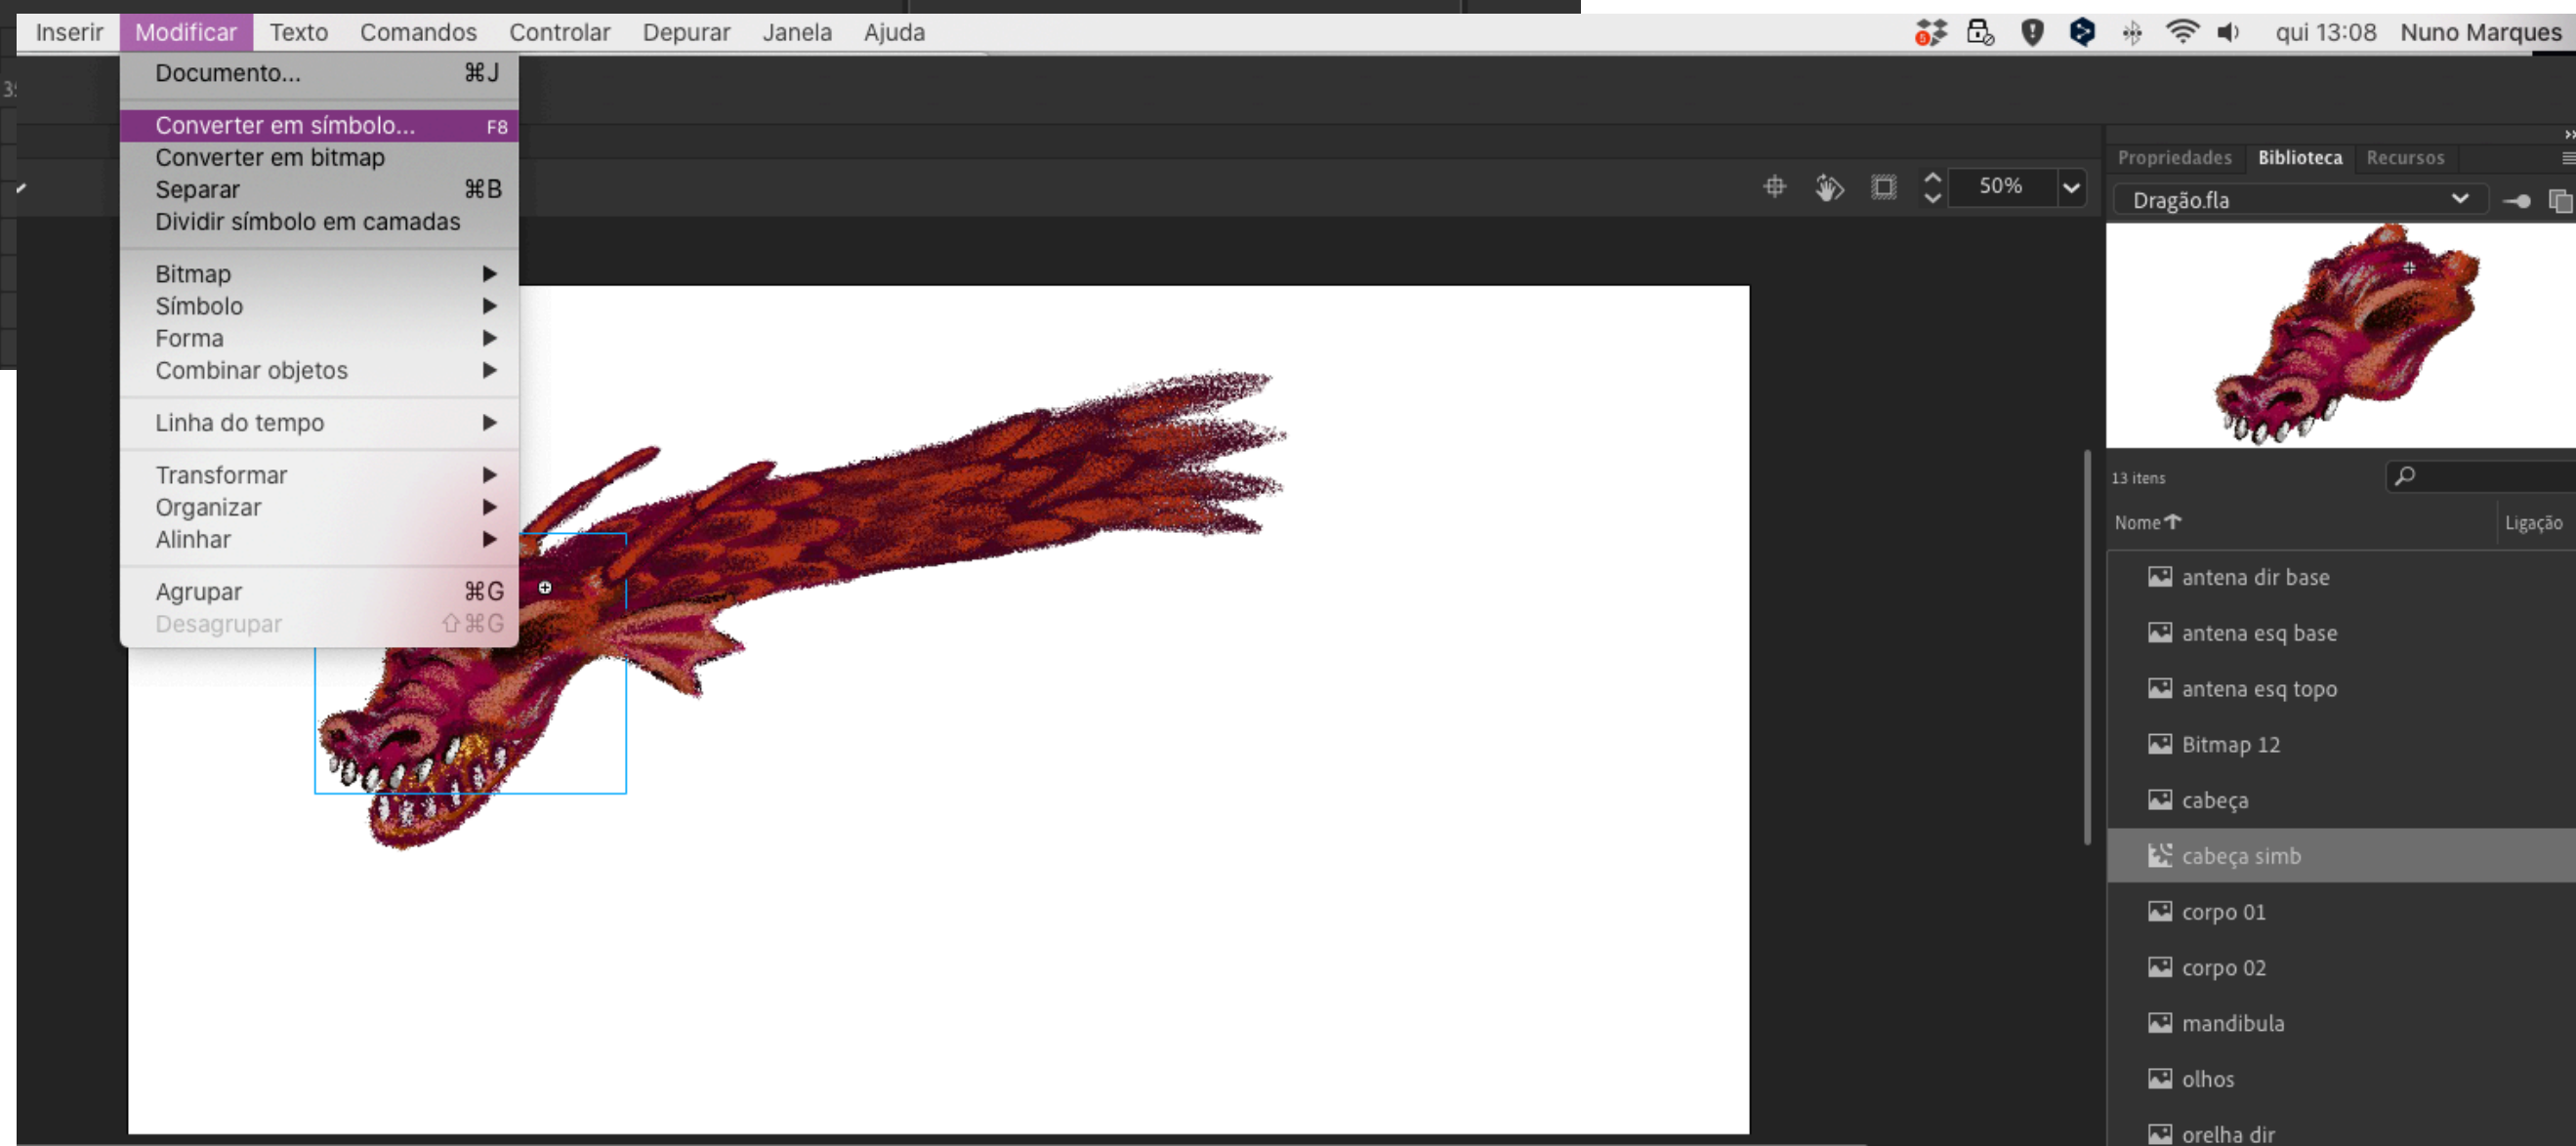 Inserir Modificar Texto Comandos Controlar Depurar Janela Ajuda
5
qui 13:08 Nuno Marques
Documento... ⌘J
Converter em símbolo... F8
Converter em bitmap
Separar ⌘B
Dividir símbolo em camadas
Bitmap
Símbolo
Forma
Combinar objetos
Linha do tempo
Transformar
Organizar
Alinhar
Agrupar ⌘G
Desagrupar ⇧⌘G
50%
Propriedades Biblioteca Recursos
Dragão.fla
13 itens
Nome Ligação
antena dir base
antena esq base
antena esq topo
Bitmap 12
cabeça
cabeça simb
corpo 01
corpo 02
mandibula
olhos
orelha dir